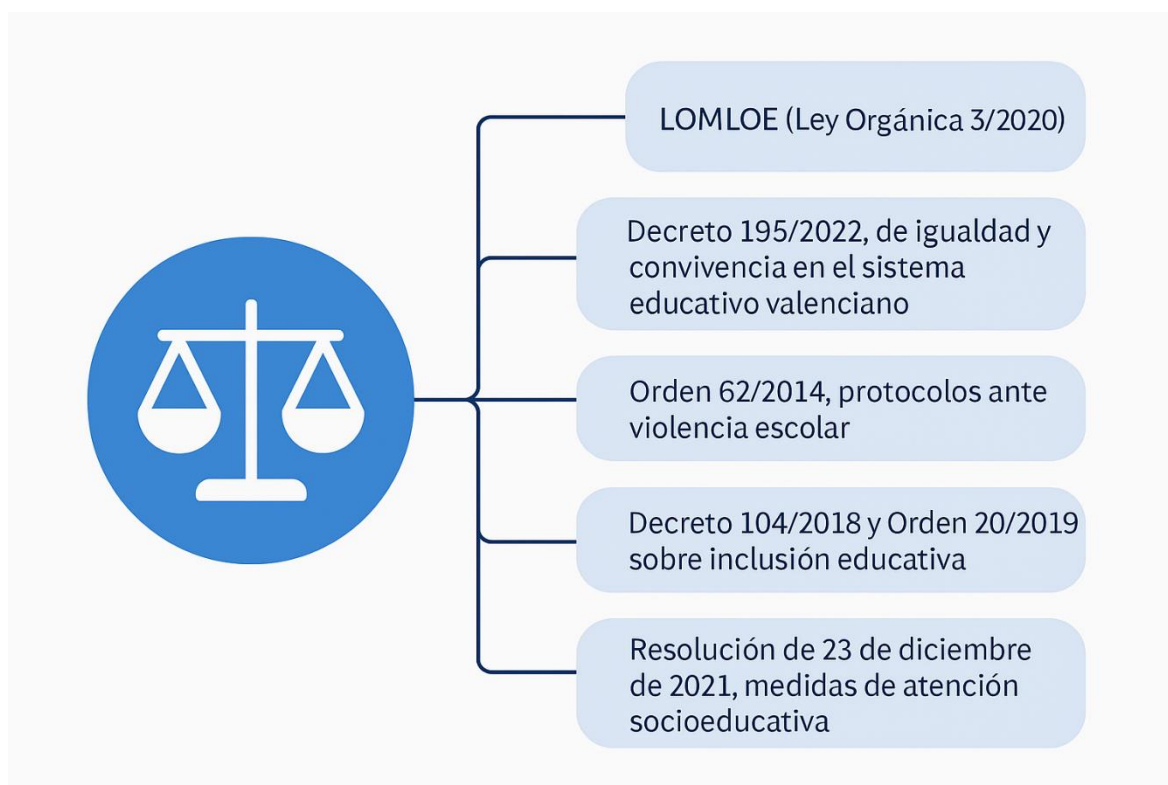 LOMLOE (Ley Orgánica 3/2020)
Decreto 195/2022, de igualdad y
convivencia en el sistema
educativo valenciano
Orden 62/2014, protocolos ante
violencia escolar
Decreto 104/2018 y Orden 20/2019
sobre inclusión educativa
Resolución de 23 de diciembre
de 2021, medidas de atención
socioeducativa